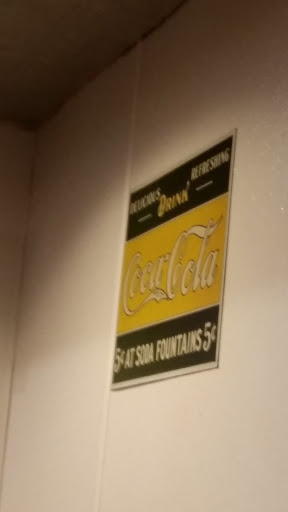 DELICIOUS DRINK REFRESHING
Coca-Cola
5¢ AT SODA FOUNTAINS 5¢